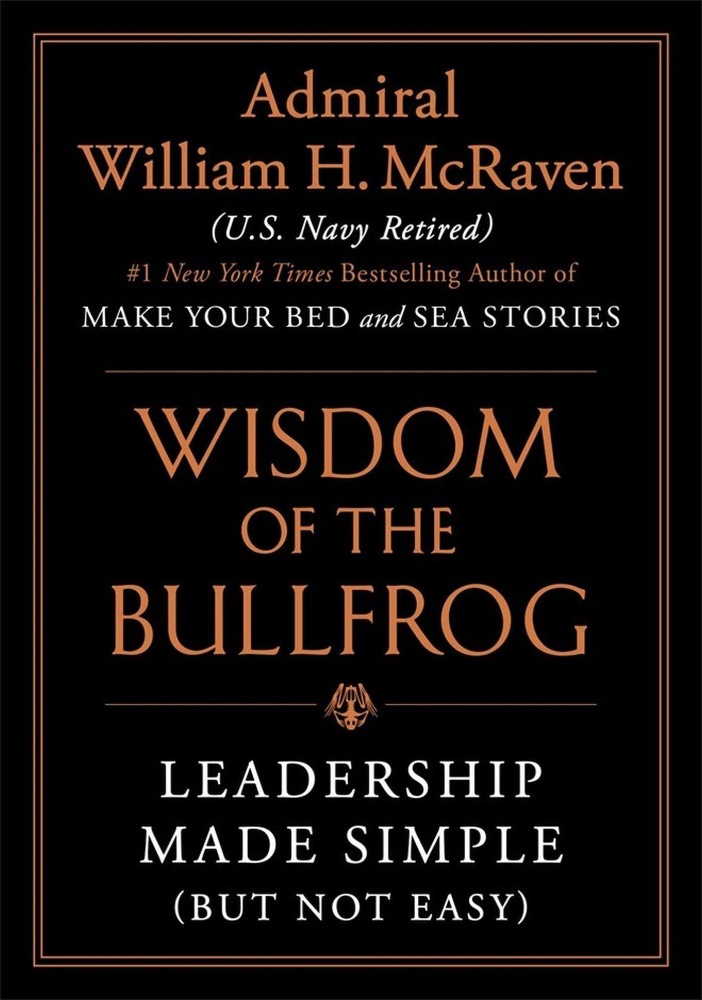 Admiral
William H. McRaven
(U.S. Navy Retired)
#1 New York Times Bestselling Author of
MAKE YOUR BED and SEA STORIES
WISDOM
OF THE
BULLFROG
LEADERSHIP
MADE SIMPLE
(BUT NOT EASY)